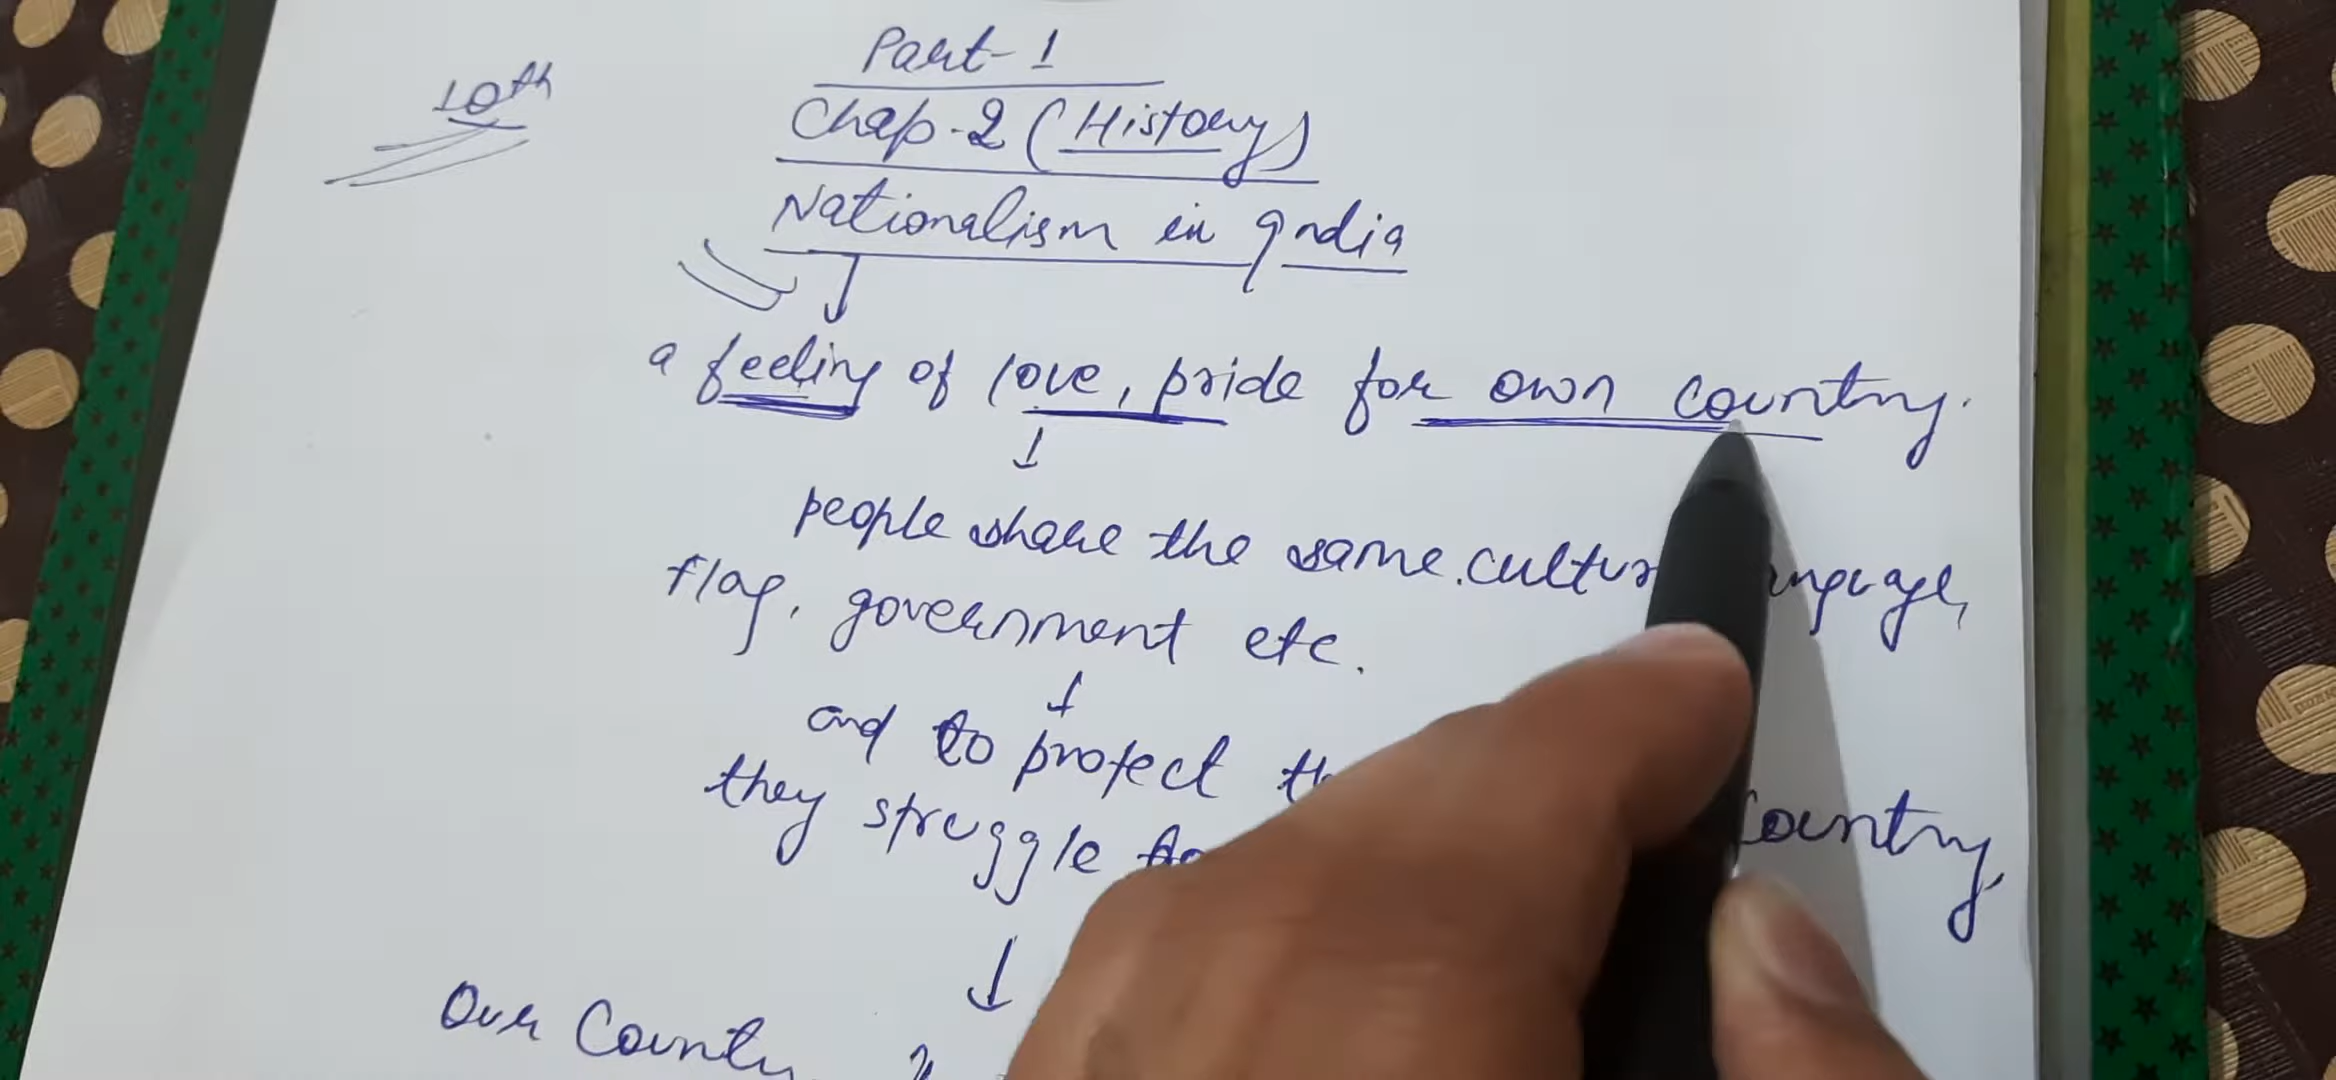 10th
Part-1
Chap-2 (History)
Nationalism in India
a feeling of love, pride for own country.
people share the same culture language,
flag, government etc.
and to protect country,
they struggle
Our